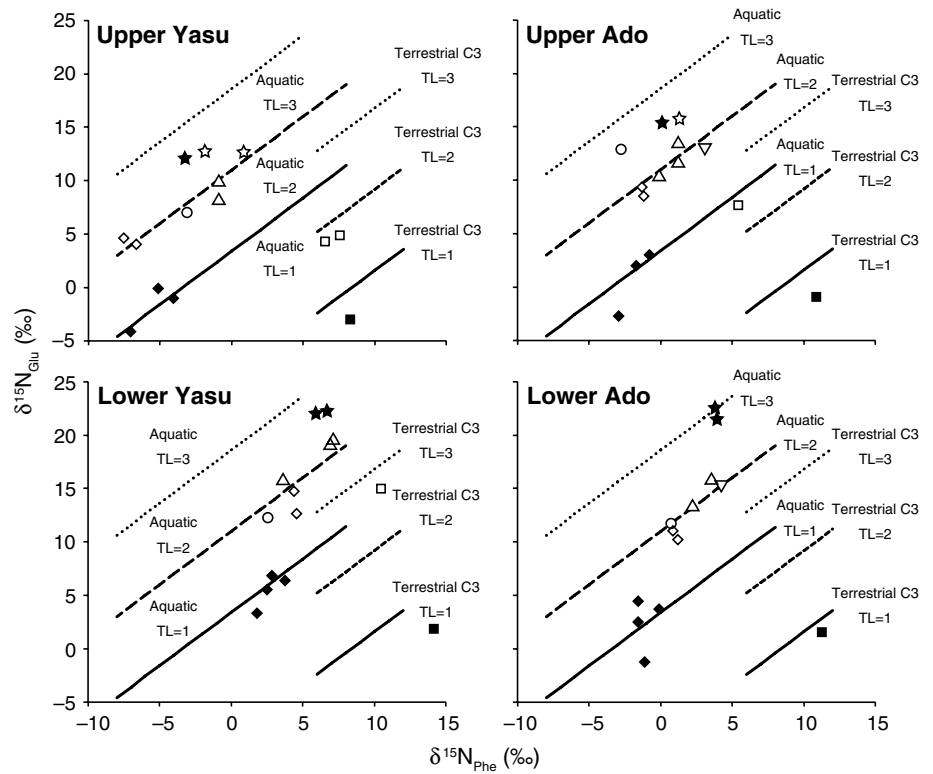 Upper Yasu
Aquatic
TL=3
Aquatic
TL=2
Aquatic
TL=1
Terrestrial C3
TL=3
Terrestrial C3
TL=2
Terrestrial C3
TL=1
25
20
15
10
5
0
–5
Upper Ado
Aquatic
TL=3
Aquatic
TL=2
Terrestrial C3
TL=3
Aquatic
TL=1
Terrestrial C3
TL=2
Terrestrial C3
TL=1
δ15NGlu (‰)
Lower Yasu
Aquatic
TL=3
Aquatic
TL=2
Aquatic
TL=1
Terrestrial C3
TL=3
Terrestrial C3
TL=2
Terrestrial C3
TL=1
25
20
15
10
5
0
–5
–10 –5 0 5 10 15
Lower Ado
Aquatic
TL=3
Aquatic
TL=2
Terrestrial C3
TL=3
Aquatic
TL=1
Terrestrial C3
TL=2
Terrestrial C3
TL=1
–10 –5 0 5 10 15
δ15NPhe (‰)